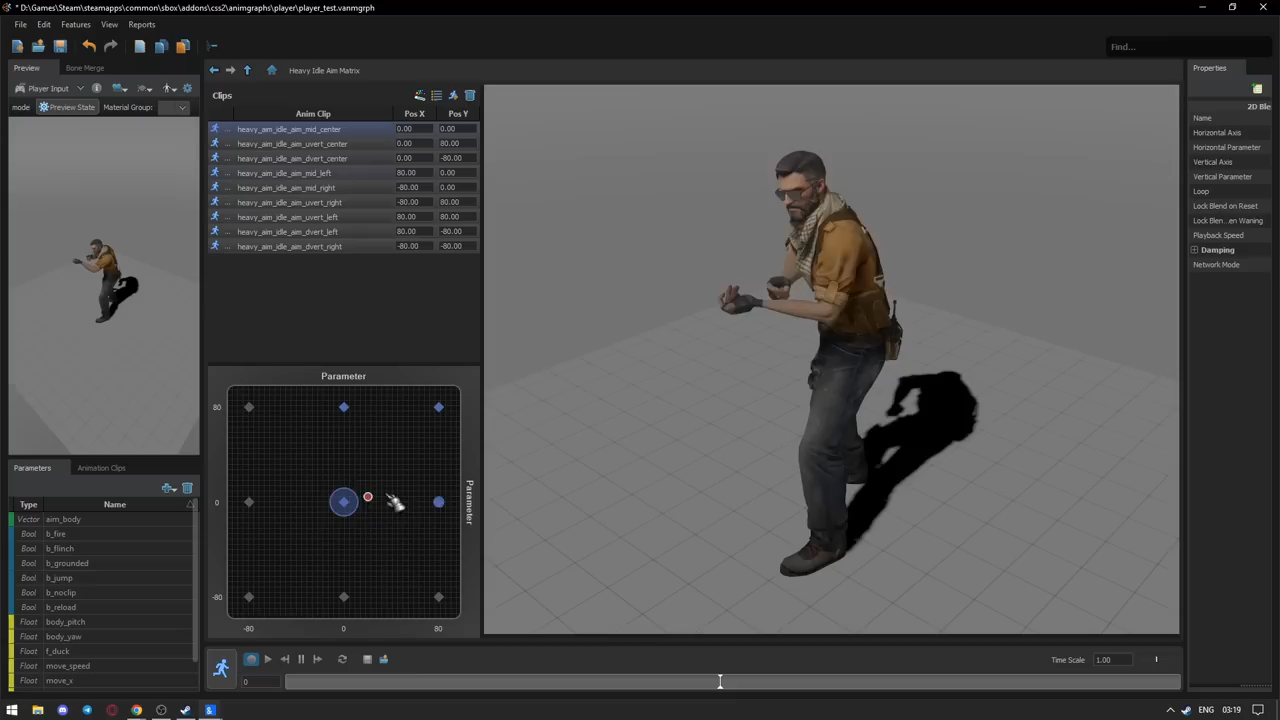 * D:\Games\Steam\steamapps\common\sbox\addons\css2\animgraphs\player\player_test.vanmgrph
File Edit Features View Reports
Find...
Preview Bone Merge
Heavy Idle Aim Matrix
Properties
Player Input
mode Preview State Material Group:
Clips
Anim Clip Pos X Pos Y
... heavy_aim_idle_aim_mid_center 0.00 0.00
... heavy_aim_idle_aim_uvert_center 0.00 80.00
... heavy_aim_idle_aim_dvert_center 0.00 -80.00
... heavy_aim_idle_aim_mid_left 80.00 0.00
... heavy_aim_idle_aim_mid_right -80.00 0.00
... heavy_aim_idle_aim_uvert_right -80.00 80.00
... heavy_aim_idle_aim_uvert_left 80.00 80.00
... heavy_aim_idle_aim_dvert_left 80.00 -80.00
... heavy_aim_idle_aim_dvert_right -80.00 -80.00
2D Ble
Name
Horizontal Axis
Horizontal Parameter
Vertical Axis
Vertical Parameter
Loop
Lock Blend on Reset
Lock Blen...en Waning
Playback Speed
Damping
Network Mode
Parameter
80
0
-80
-80 0 80
Parameter
Parameters Animation Clips
Type Name
Vector aim_body
Bool b_fire
Bool b_flinch
Bool b_grounded
Bool b_jump
Bool b_noclip
Bool b_reload
Float body_pitch
Float body_yaw
Float f_duck
Float move_speed
Float move_x
Time Scale 1.00
0
ENG 03:19